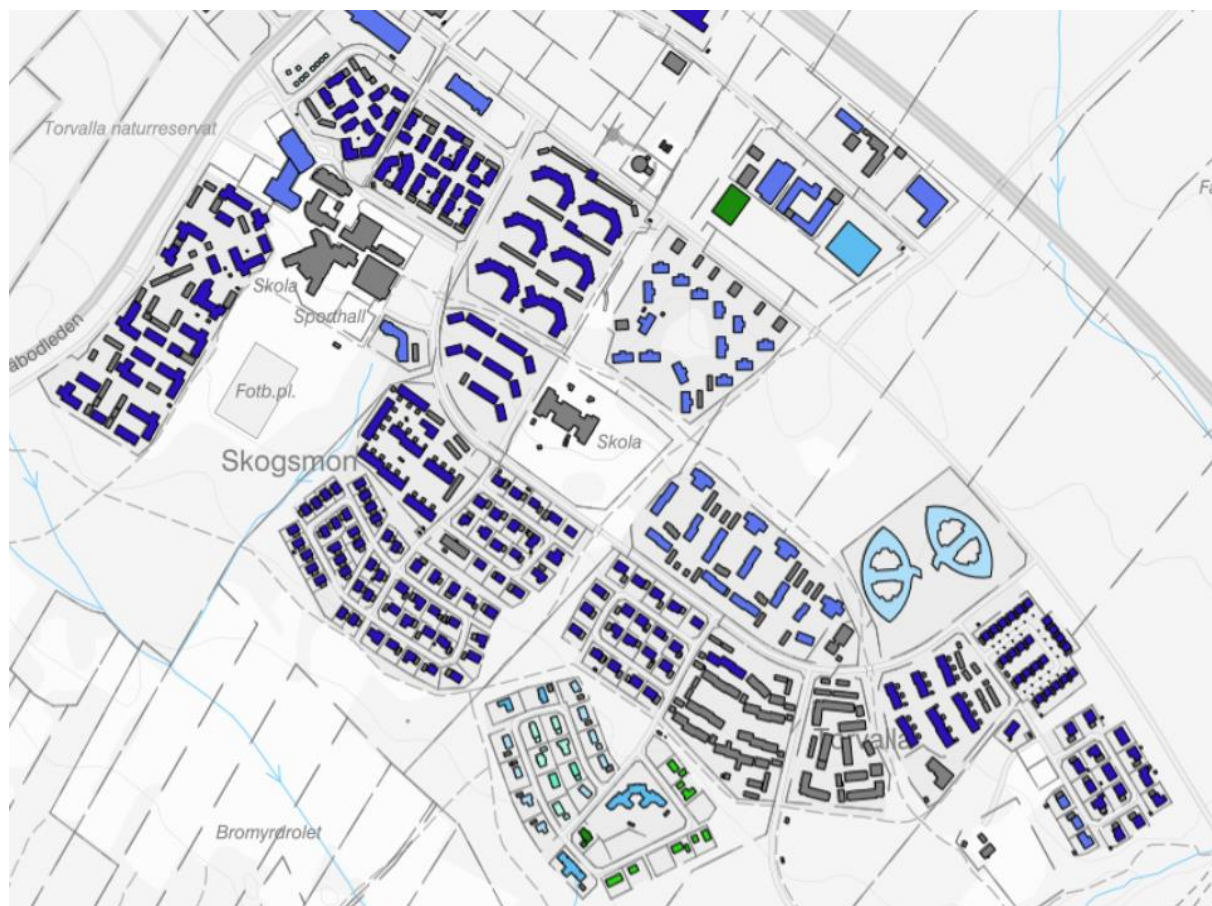 Torvalla naturreservat
Skola
Sporthall
abodleden
Fotb.pl.
Skola
Skogsmon
Torvalla
Bromyrdrolet